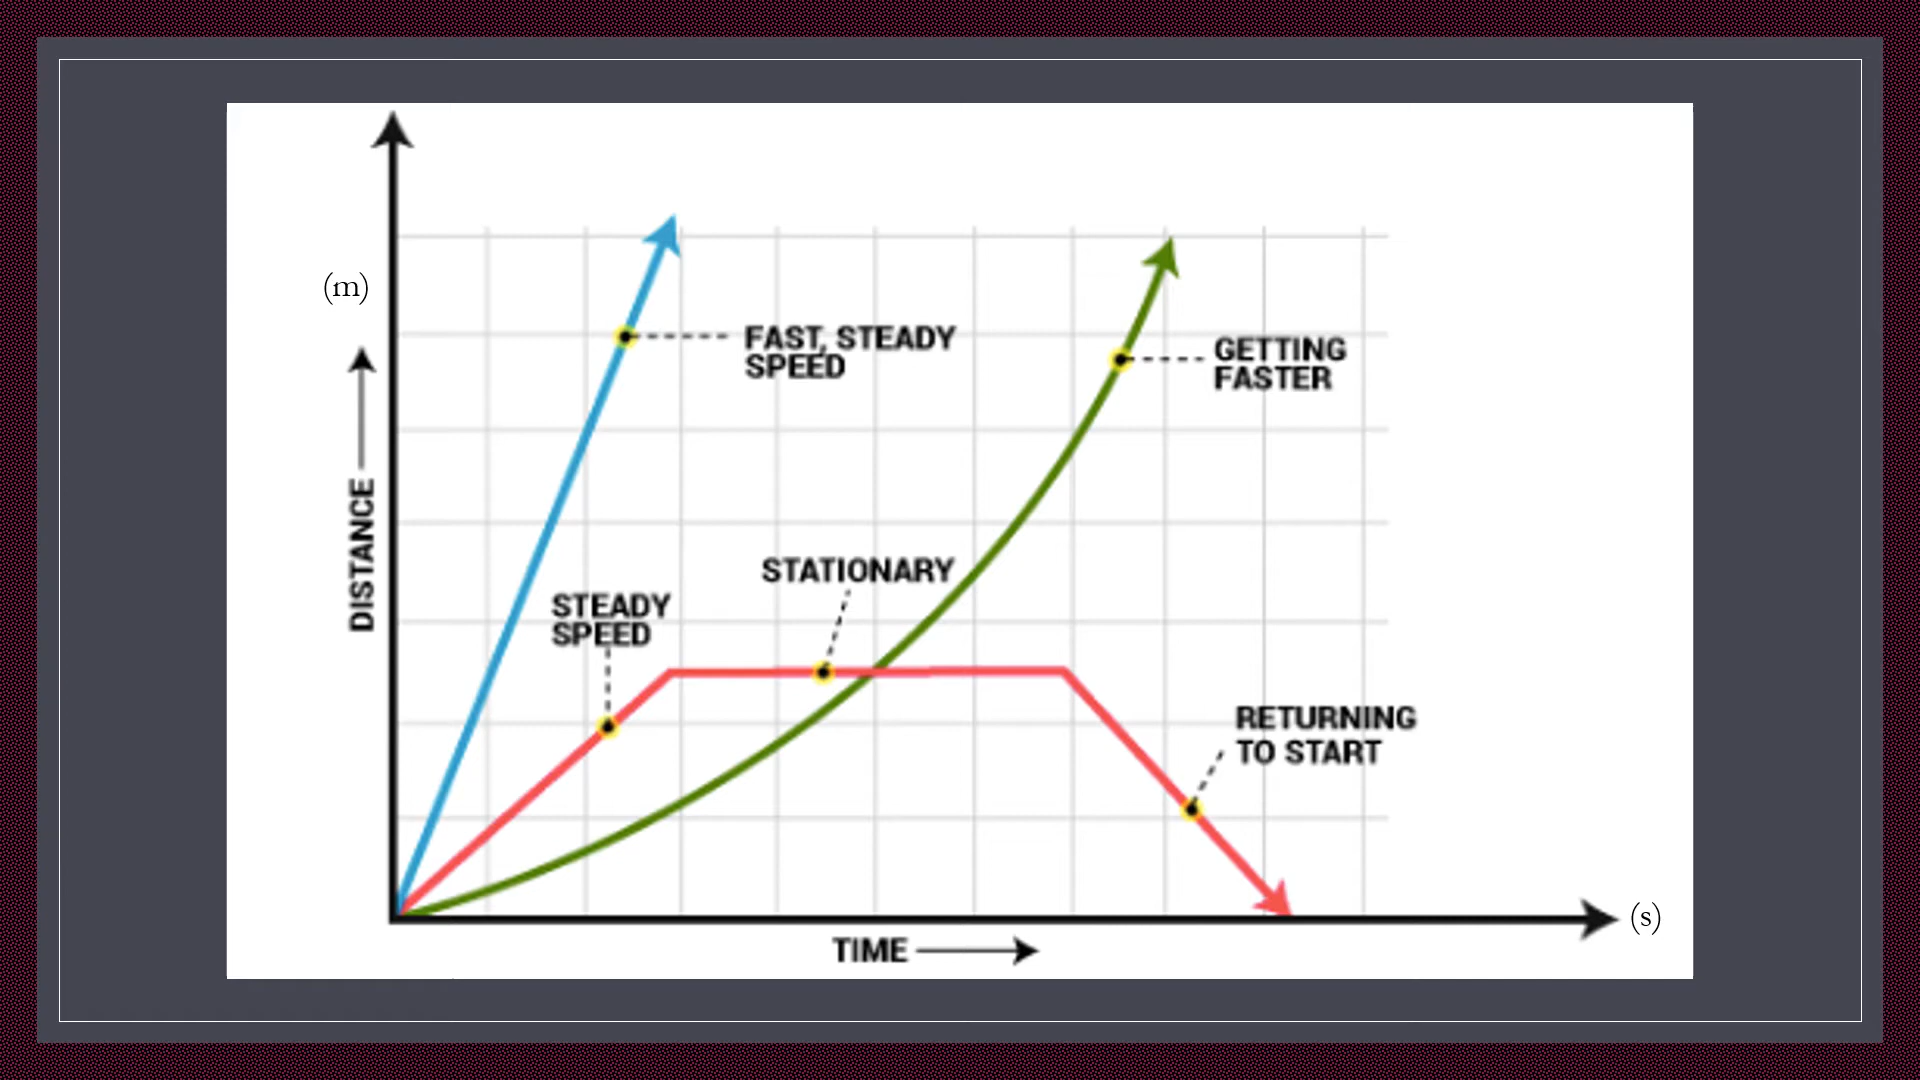 (m)
FAST, STEADY
SPEED
GETTING
FASTER
DISTANCE
STATIONARY
STEADY
SPEED
RETURNING
TO START
(s)
TIME